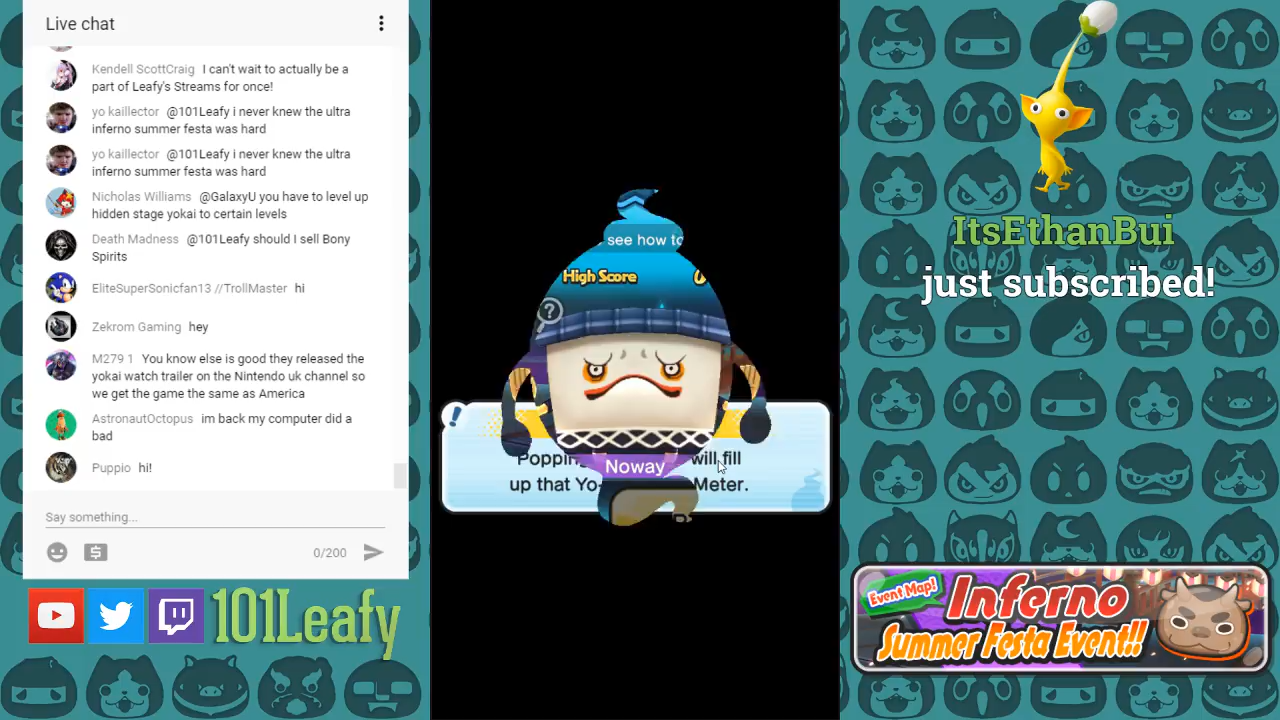 Live chat
Kendell ScottCraig I can't wait to actually be a
part of Leafy's Streams for once!
yo kaillector @101Leafy i never knew the ultra
inferno summer festa was hard
yo kaillector @101Leafy i never knew the ultra
inferno summer festa was hard
Nicholas Williams @GalaxyU you have to level up
hidden stage yokai to certain levels
Death Madness @101Leafy should I sell Bony
Spirits
EliteSuperSonicfan13 //TrollMaster hi
Zekrom Gaming hey
M279 1 You know else is good they released the
yokai watch trailer on the Nintendo uk channel so
we get the game the same as America
AstronautOctopus im back my computer did a
bad
Puppio hi!
Say something...
0/200
101Leafy
see how to
High Score
?
!
Popping will fill
Noway
up that Yo- Meter.
ItsEthanBui
just subscribed!
Event Map!
Inferno
Summer Festa Event!!